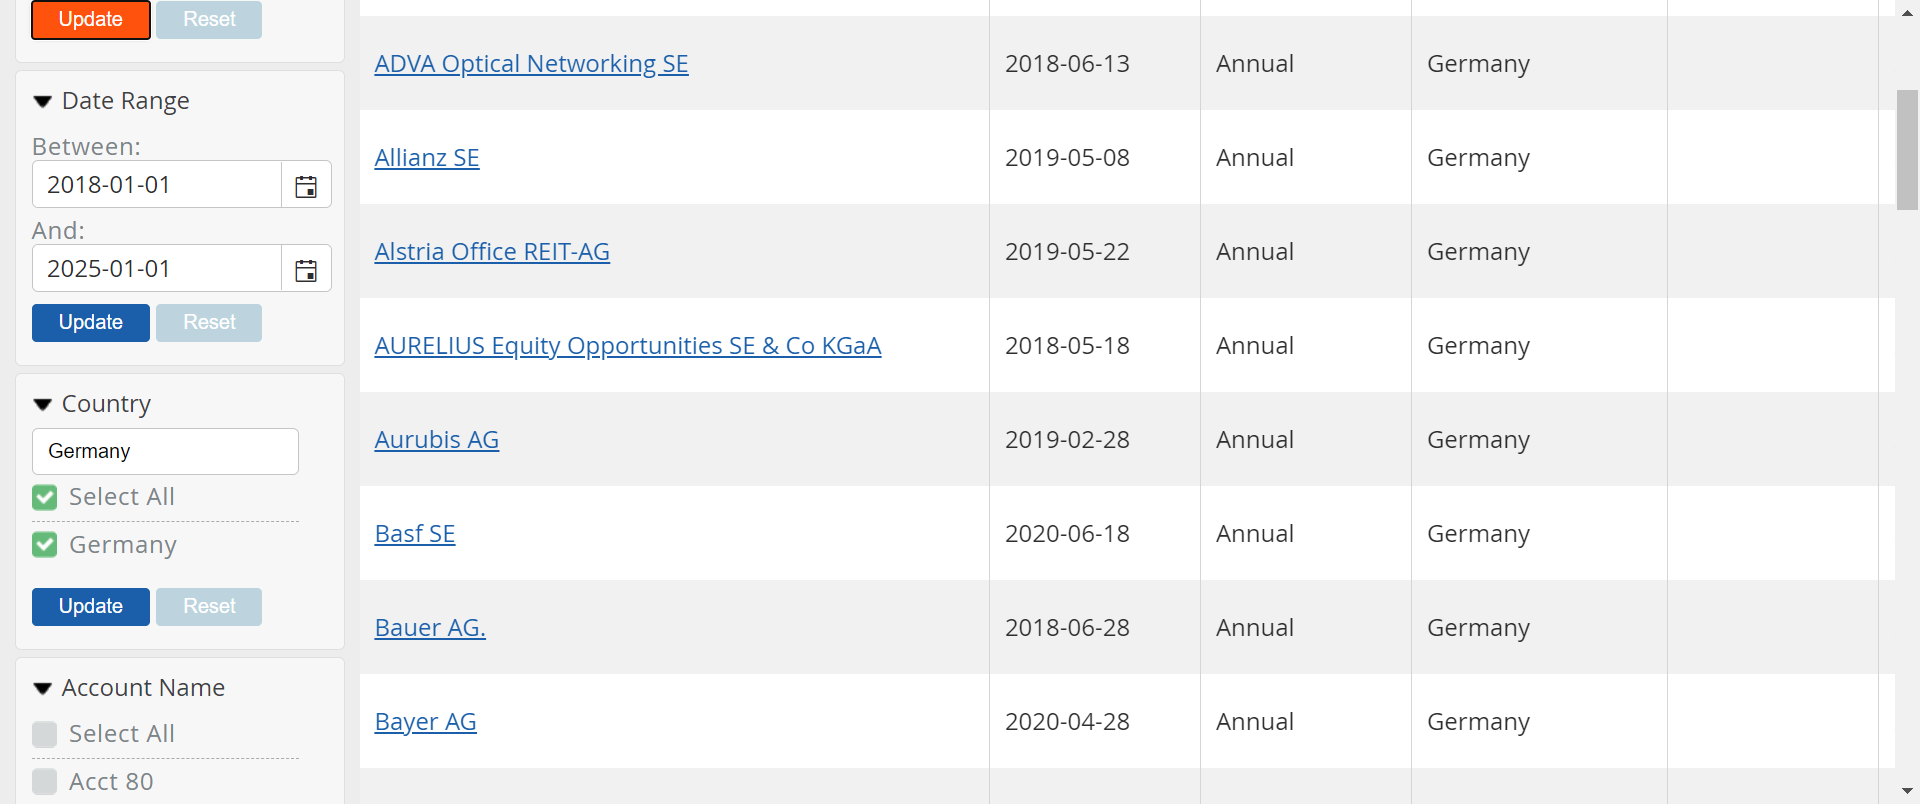 Update Reset
Date Range
Between:
2018-01-01
And:
2025-01-01
Update Reset
Country
Germany
Select All
Germany
Update Reset
Account Name
Select All
Acct 80
ADVA Optical Networking SE 2018-06-13 Annual Germany
Allianz SE 2019-05-08 Annual Germany
Alstria Office REIT-AG 2019-05-22 Annual Germany
AURELIUS Equity Opportunities SE & Co KGaA 2018-05-18 Annual Germany
Aurubis AG 2019-02-28 Annual Germany
Basf SE 2020-06-18 Annual Germany
Bauer AG. 2018-06-28 Annual Germany
Bayer AG 2020-04-28 Annual Germany